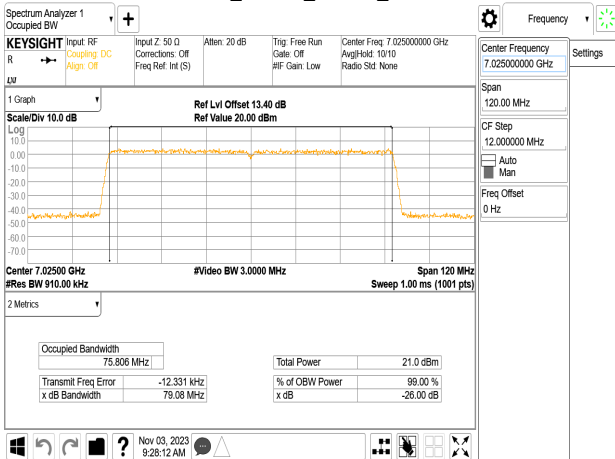 Spectrum Analyzer 1
Occupied BW
Frequency
KEYSIGHT
R
LXI
Input: RF
Coupling: DC
Align: Off
Input Z: 50 Ω
Corrections: Off
Freq Ref: Int (S)
Atten: 20 dB
Trig: Free Run
Gate: Off
#IF Gain: Low
Center Freq: 7.025000000 GHz
Avg|Hold: 10/10
Radio Std: None
Center Frequency
7.025000000 GHz
Settings
Span
120.00 MHz
CF Step
12.000000 MHz
Auto
Man
Freq Offset
0 Hz
1 Graph
Scale/Div 10.0 dB
Ref Lvl Offset 13.40 dB
Ref Value 20.00 dBm
Log
10.0
0.00
-10.0
-20.0
-30.0
-40.0
-50.0
-60.0
-70.0
Center 7.02500 GHz
#Video BW 3.0000 MHz
Span 120 MHz
#Res BW 910.00 kHz
Sweep 1.00 ms (1001 pts)
2 Metrics
Occupied Bandwidth
75.806 MHz
Total Power 21.0 dBm
Transmit Freq Error -12.331 kHz
% of OBW Power 99.00 %
x dB Bandwidth 79.08 MHz
x dB -26.00 dB
Nov 03, 2023
9:28:12 AM